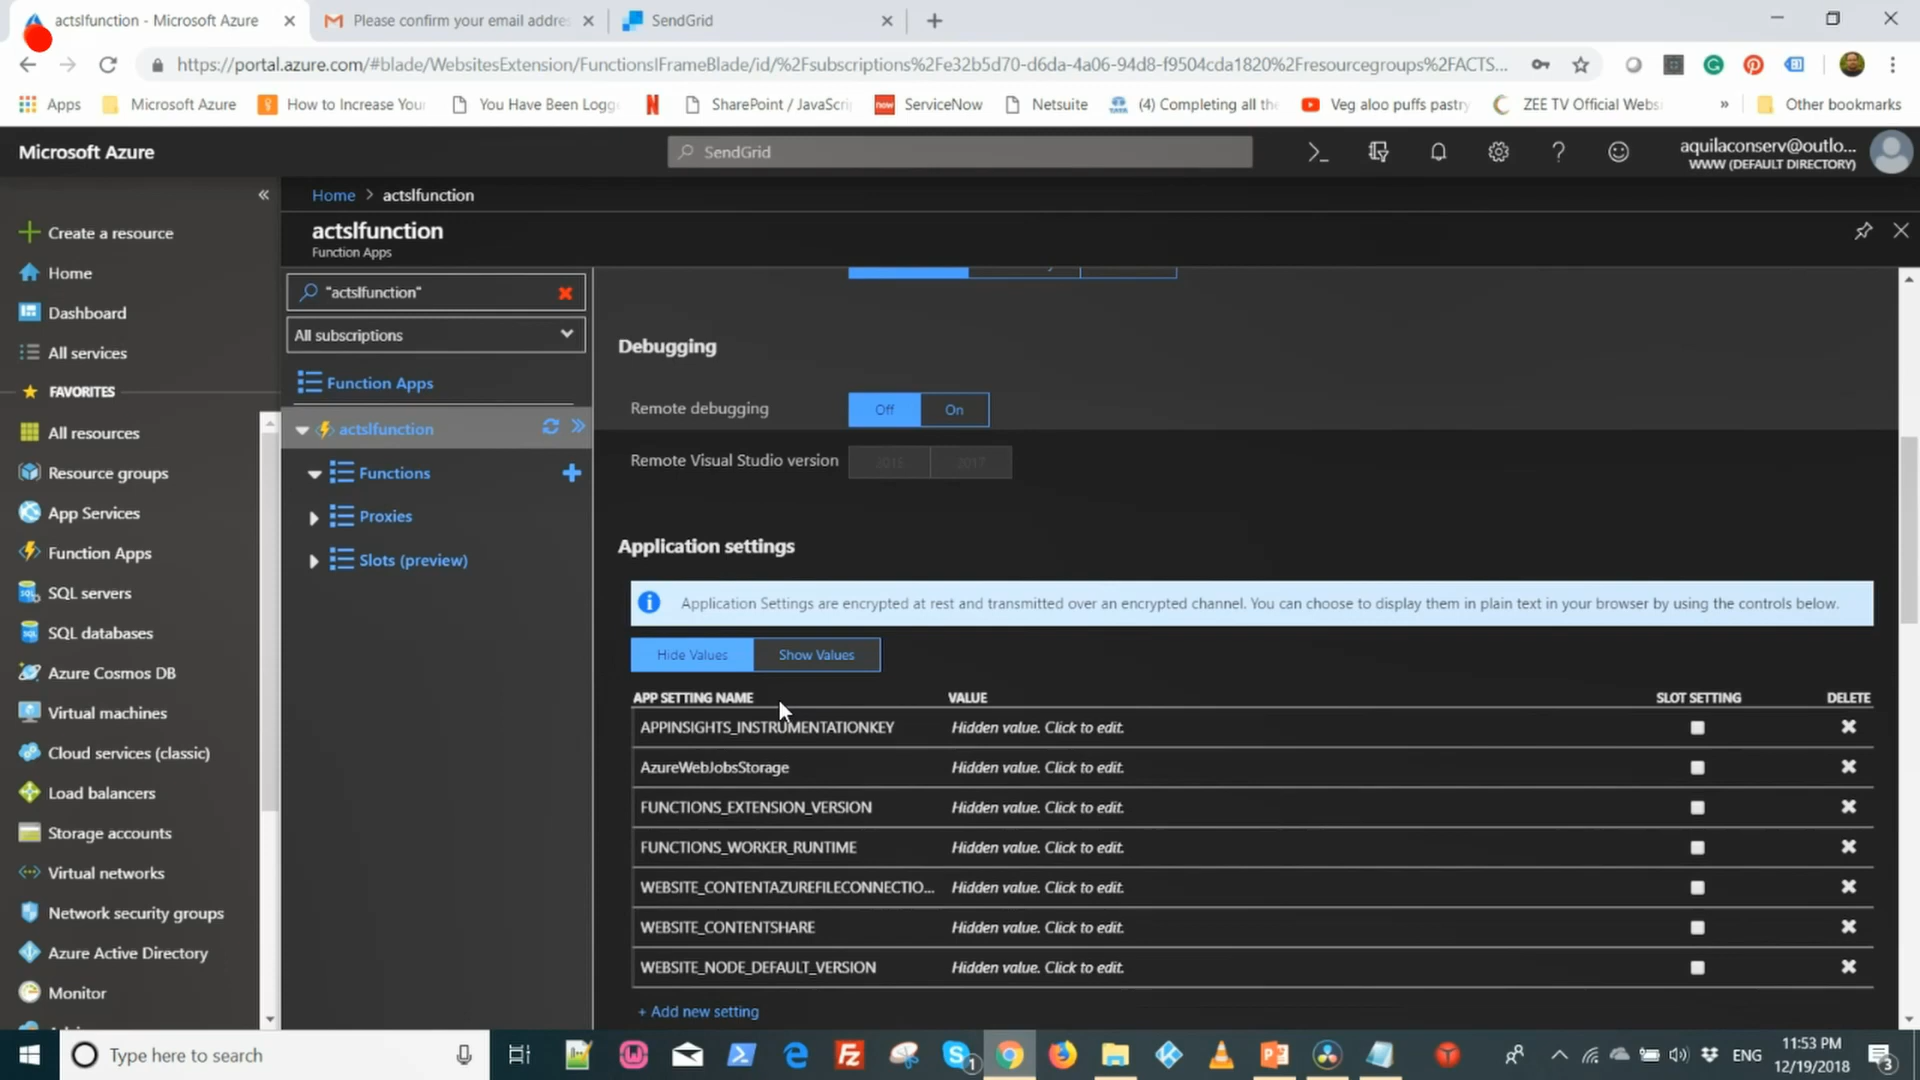 actslfunction - Microsoft Azure
Please confirm your email addres
SendGrid
https://portal.azure.com/#blade/WebsitesExtension/FunctionsIFrameBlade/id/%2Fsubscriptions%2Fe32b5d70-d6da-4a06-94d8-f9504cda1820%2Fresourcegroups%2FACTS...
Apps
Microsoft Azure
How to Increase Your
You Have Been Logge
SharePoint / JavaScri
now
ServiceNow
Netsuite
(4) Completing all the
Veg aloo puffs pastry
ZEE TV Official Webs
»
Other bookmarks
Microsoft Azure
SendGrid
aquilaconserv@outlo...
WWW (DEFAULT DIRECTORY)
Home > actslfunction
actslfunction
Function Apps
Create a resource
Home
Dashboard
All services
FAVORITES
All resources
Resource groups
App Services
Function Apps
SQL servers
SQL databases
Azure Cosmos DB
Virtual machines
Cloud services (classic)
Load balancers
Storage accounts
Virtual networks
Network security groups
Azure Active Directory
Monitor
"actslfunction"
All subscriptions
Function Apps
actslfunction
Functions
Proxies
Slots (preview)
Debugging
Remote debugging
Off On
Remote Visual Studio version
2017
Application settings
Application Settings are encrypted at rest and transmitted over an encrypted channel. You can choose to display them in plain text in your browser by using the controls below.
Hide Values Show Values
APP SETTING NAME VALUE SLOT SETTING DELETE
APPINSIGHTS_INSTRUMENTATIONKEY Hidden value. Click to edit.
AzureWebJobsStorage Hidden value. Click to edit.
FUNCTIONS_EXTENSION_VERSION Hidden value. Click to edit.
FUNCTIONS_WORKER_RUNTIME Hidden value. Click to edit.
WEBSITE_CONTENTAZUREFILECONNECTIO... Hidden value. Click to edit.
WEBSITE_CONTENTSHARE Hidden value. Click to edit.
WEBSITE_NODE_DEFAULT_VERSION Hidden value. Click to edit.
+ Add new setting
Type here to search
1
ENG
11:53 PM
12/19/2018
3